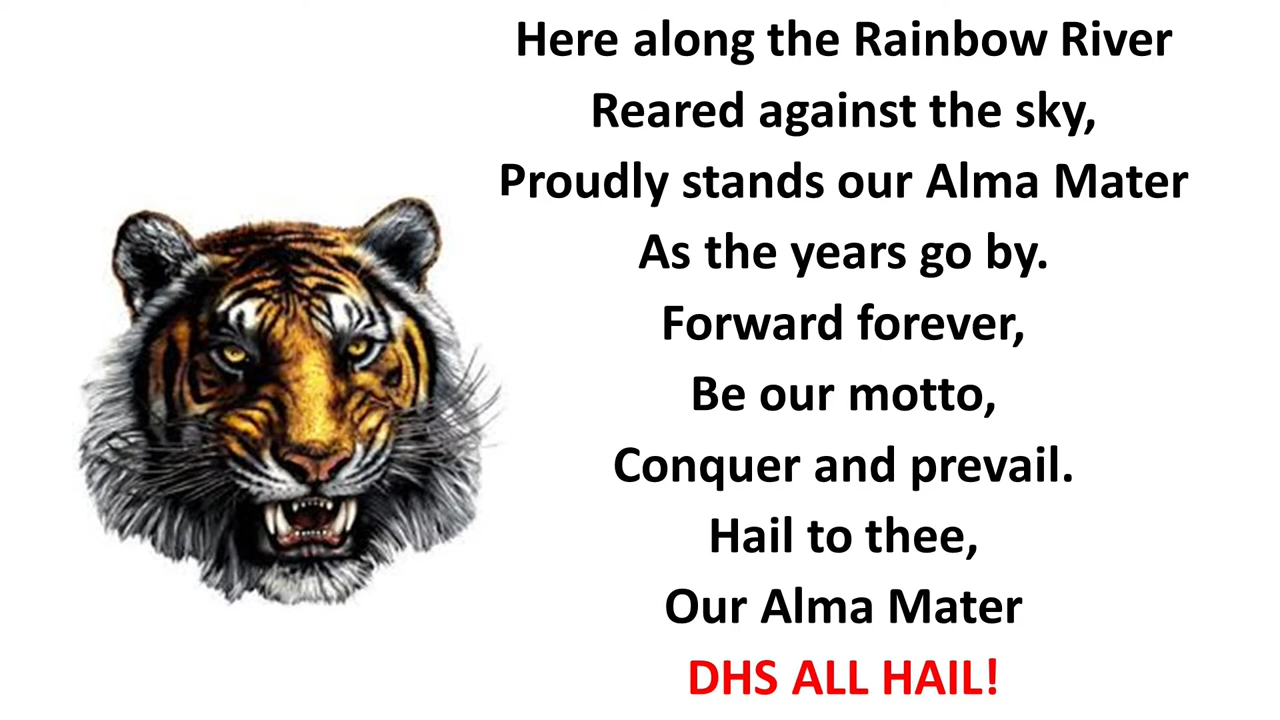 Here along the Rainbow River
Reared against the sky,
Proudly stands our Alma Mater
As the years go by.
Forward forever,
Be our motto,
Conquer and prevail.
Hail to thee,
Our Alma Mater
DHS ALL HAIL!